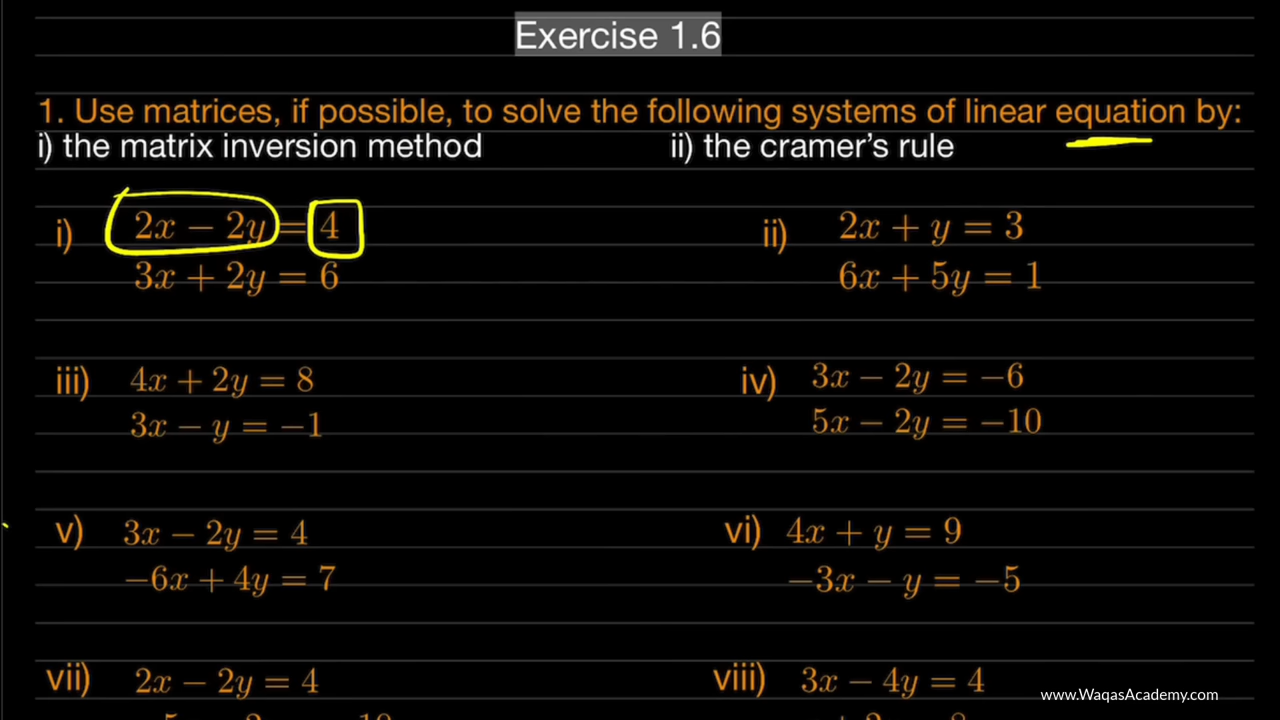 Exercise 1.6
1. Use matrices, if possible, to solve the following systems of linear equation by:
i) the matrix inversion method ii) the cramer's rule
i) 2x − 2y = 4 ii) 2x + y = 3
3x + 2y = 6 6x + 5y = 1
iii) 4x + 2y = 8 iv) 3x − 2y = −6
3x − y = −1 5x − 2y = −10
v) 3x − 2y = 4 vi) 4x + y = 9
−6x + 4y = 7 −3x − y = −5
vii) 2x − 2y = 4 viii) 3x − 4y = 4
www.WaqasAcademy.com